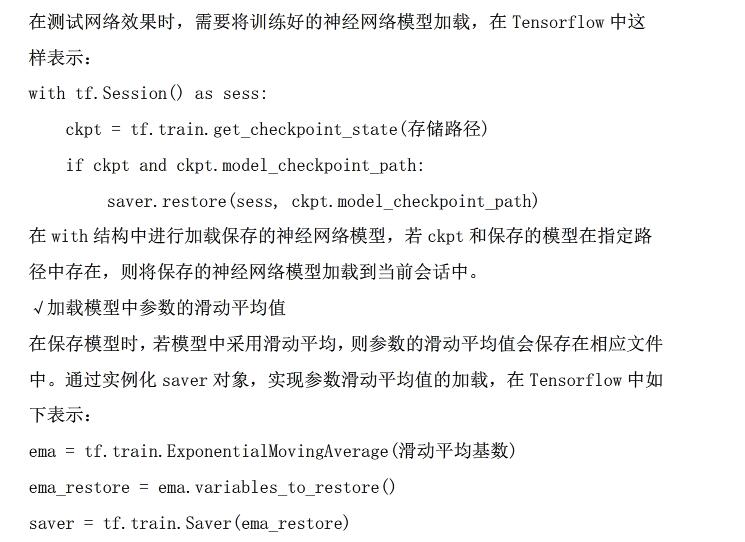 在测试网络效果时，需要将训练好的神经网络模型加载，在 Tensorflow 中这
样表示：
with tf.Session() as sess:
    ckpt = tf.train.get_checkpoint_state(存储路径)
    if ckpt and ckpt.model_checkpoint_path:
        saver.restore(sess, ckpt.model_checkpoint_path)
在 with 结构中进行加载保存的神经网络模型，若 ckpt 和保存的模型在指定路
径中存在，则将保存的神经网络模型加载到当前会话中。
√加载模型中参数的滑动平均值
在保存模型时，若模型中采用滑动平均，则参数的滑动平均值会保存在相应文件
中。通过实例化 saver 对象，实现参数滑动平均值的加载，在 Tensorflow 中如
下表示：
ema = tf.train.ExponentialMovingAverage(滑动平均基数)
ema_restore = ema.variables_to_restore()
saver = tf.train.Saver(ema_restore)